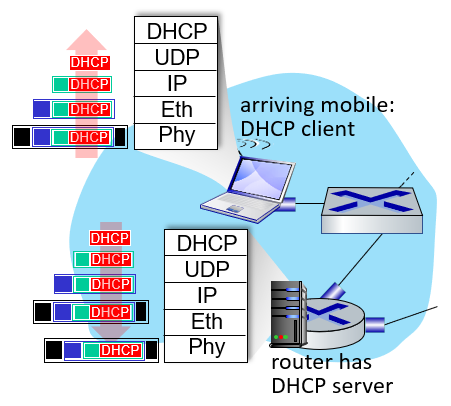 DHCP
UDP
IP
Eth
Phy
DHCP
DHCP
DHCP
DHCP
arriving mobile:
DHCP client
DHCP
DHCP
DHCP
DHCP
DHCP
DHCP
UDP
IP
Eth
Phy
router has
DHCP server